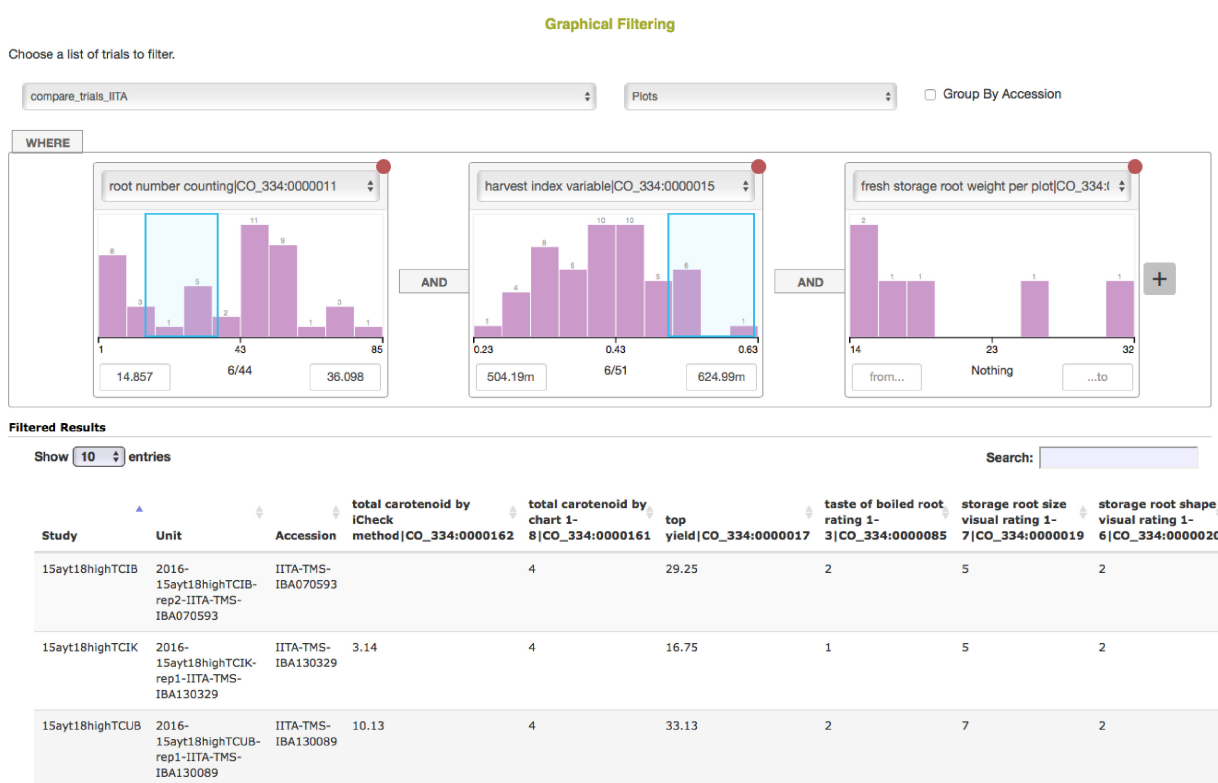 Graphical Filtering
Choose a list of trials to filter.
compare_trials_IITA
Plots
Group By Accession
WHERE
root number counting|CO_334:0000011
8
3
1
5
2
11
9
1
3
1
1 43 85
14.857 6/44 36.098
AND
harvest index variable|CO_334:0000015
1
4
8
6
10
10
5
6
1
0.23 0.43 0.63
504.19m 6/51 624.99m
AND
fresh storage root weight per plot|CO_334:(
2
1
1
1
1
14 23 32
from... Nothing ...to
+
Filtered Results
Show 10 entries
Search:
Study
Unit
Accession
total carotenoid by
iCheck
method|CO_334:0000162
total carotenoid by
chart 1-
8|CO_334:0000161
top
yield|CO_334:0000017
taste of boiled root
rating 1-
3|CO_334:0000085
storage root size
visual rating 1-
7|CO_334:0000019
storage root shape
visual rating 1-
6|CO_334:0000020
15ayt18highTCIB 2016- IITA-TMS- 4 29.25 2 5 2
15ayt18highTCIB- IBA070593
rep2-IITA-TMS-
IBA070593
15ayt18highTCIK 2016- IITA-TMS- 3.14 4 16.75 1 5 2
15ayt18highTCIK- IBA130329
rep1-IITA-TMS-
IBA130329
15ayt18highTCUB 2016- IITA-TMS- 10.13 4 33.13 2 7 2
15ayt18highTCUB- IBA130089
rep1-IITA-TMS-
IBA130089